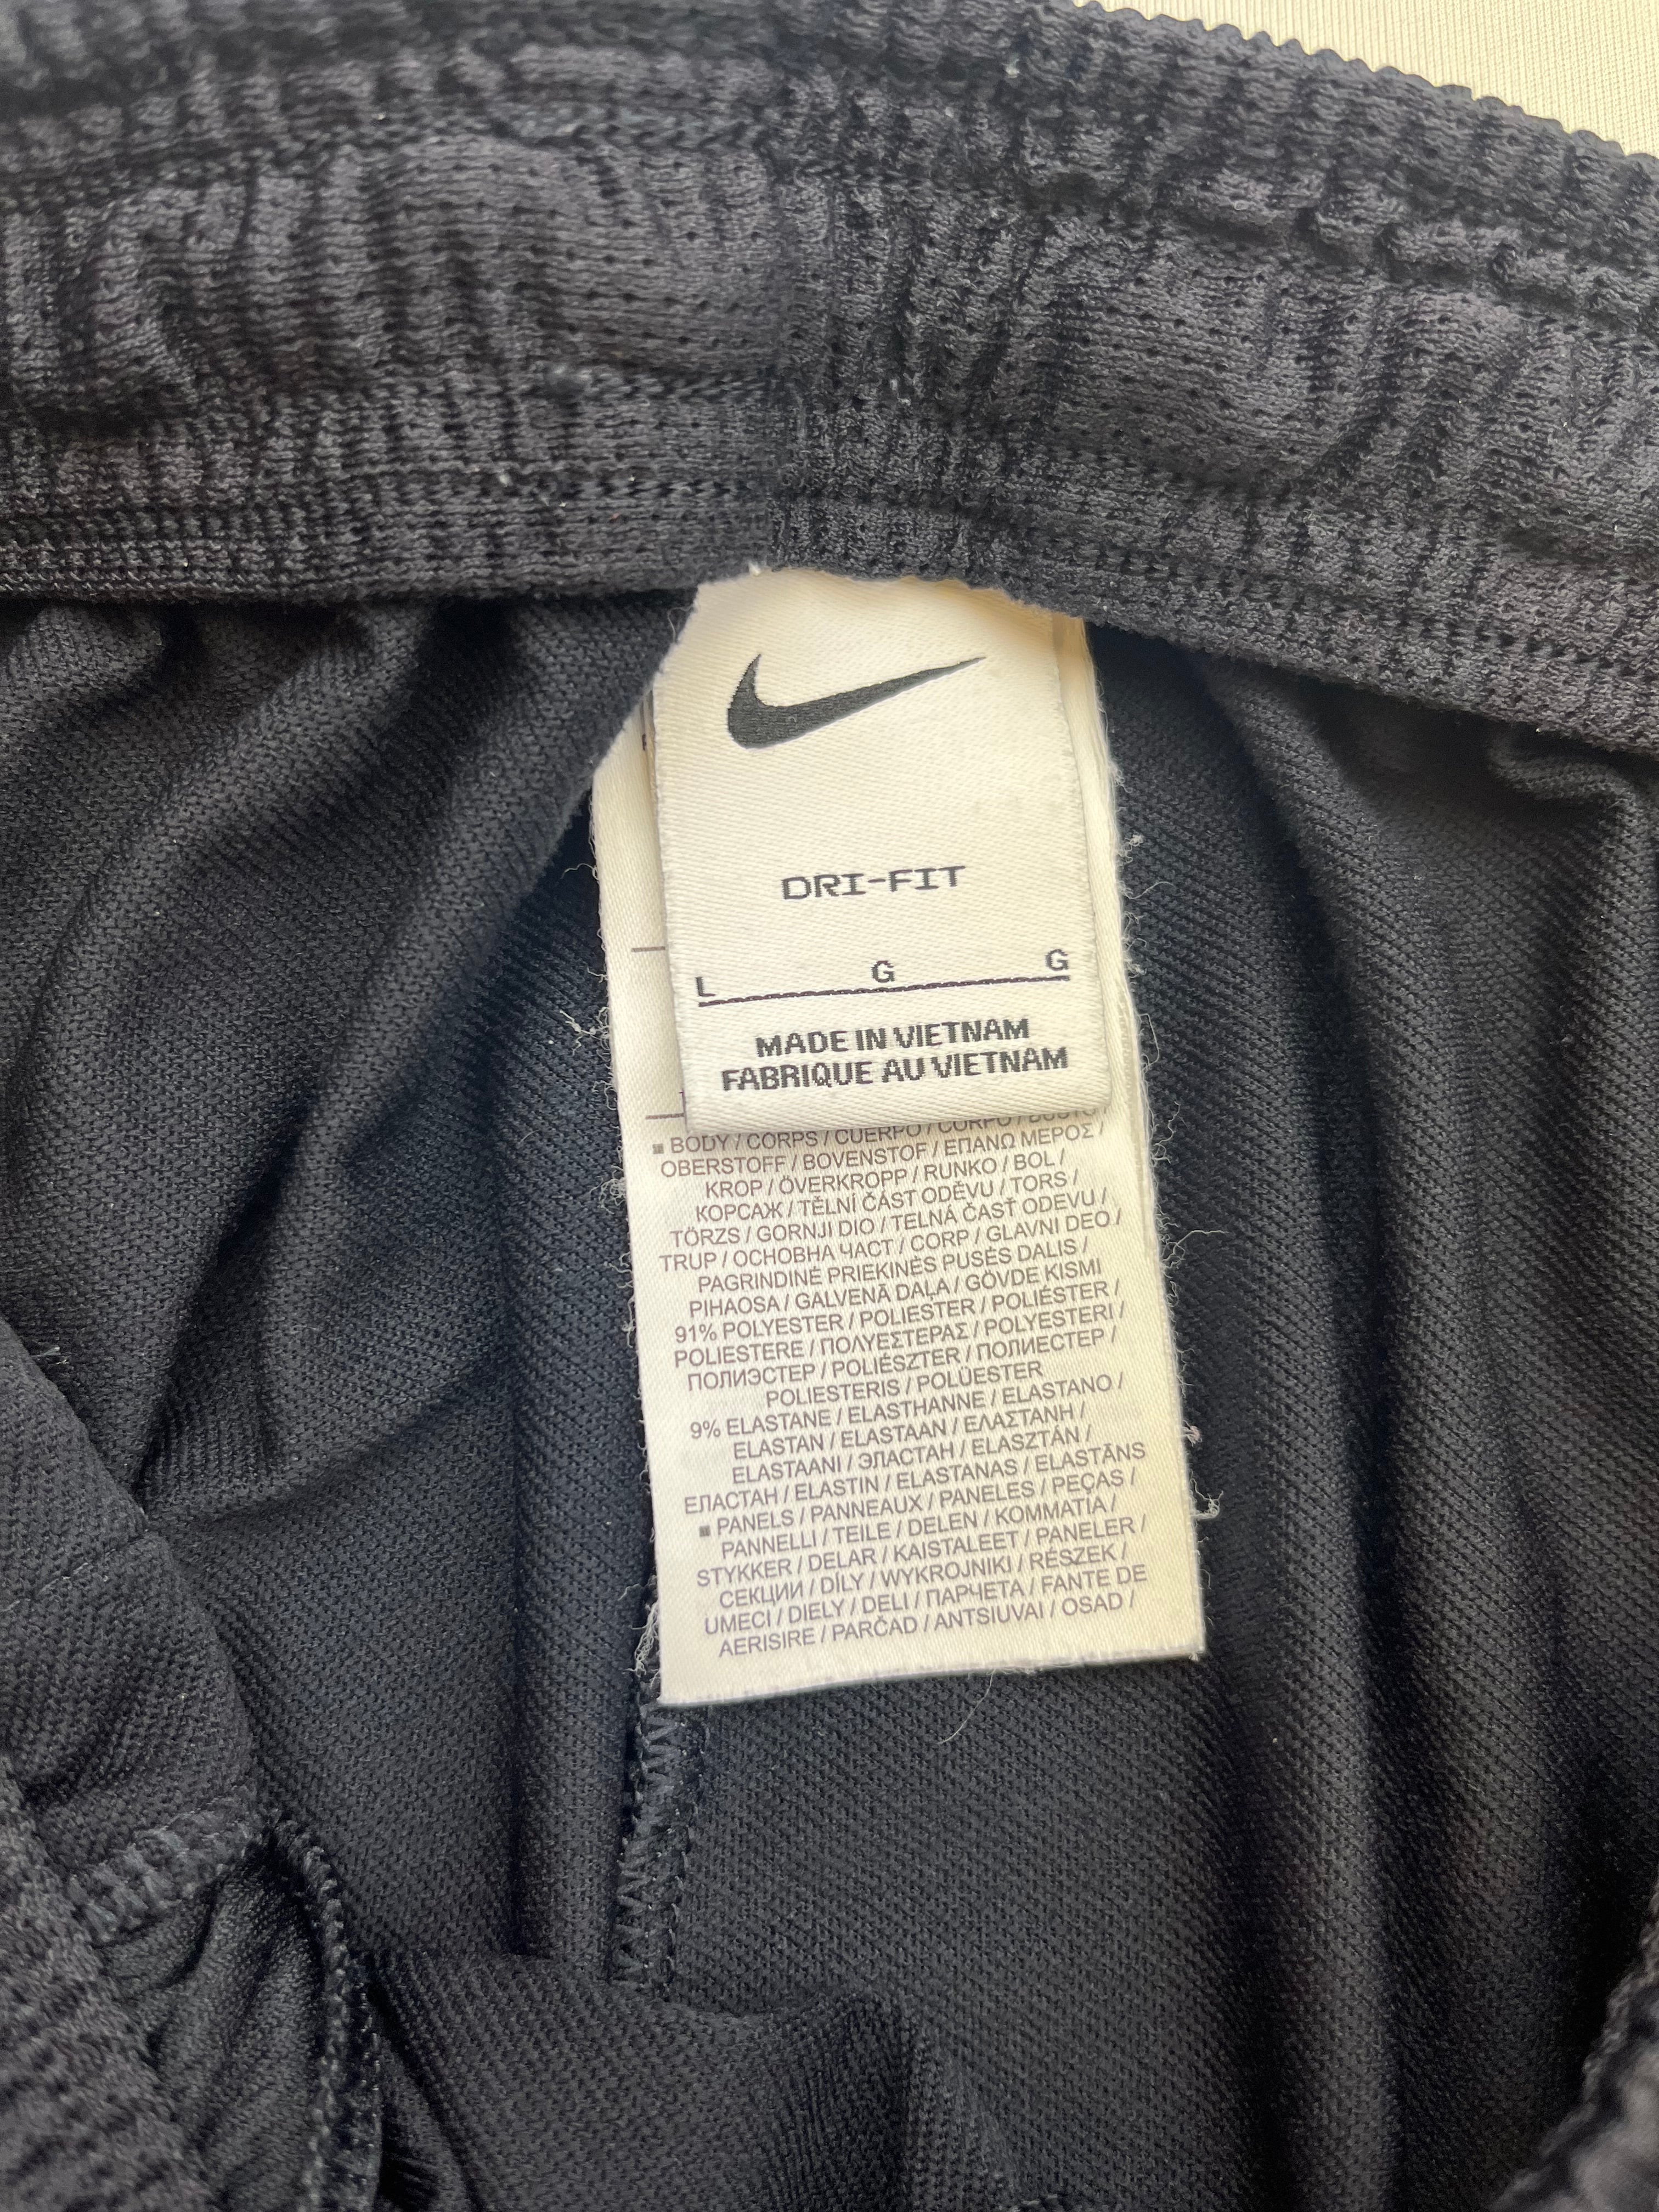 DRI-FIT
L G G
MADE IN VIETNAM
FABRIQUE AU VIETNAM
BODY / CORPS / CUERPO / CORPO / BUSTO
OBERSTOFF / BOVENSTOF / ΕΠΑΝΩ ΜΕΡΟΣ /
KROP / ÖVERKROPP / RUNKO / BOL /
КОРСАЖ / TĚLNÍ ČÁST ODĚVU / TORS /
TÖRZS / GORNJI DIO / TELNÁ ČASŤ ODEVU /
TRUP / ОСНОВНА ЧАСТ / CORP / GLAVNI DEO /
PAGRINDINĖ PRIEKINĖS PUSĖS DALIS /
PIHAOSA / GALVENĀ DAĻA / GÖVDE KISMI
91% POLYESTER / POLIESTER / POLIÉSTER /
POLIESTERE / ΠΟΛΥΕΣΤΕΡΑΣ / POLYESTERI /
ПОЛИЭСТЕР / POLIÉSZTER / ПОЛИЕСТЕР /
POLIESTERIS / POLÜESTER
9% ELASTANE / ELASTHANNE / ELASTANO /
ELASTAN / ELASTAAN / ΕΛΑΣΤΑΝΗ /
ELASTAANI / ЭЛАСТАН / ELASZTÁN /
ЕЛАСТАН / ELASTIN / ELASTANAS / ELASTĀNS
PANELS / PANNEAUX / PANELES / PEÇAS /
PANNELLI / TEILE / DELEN / ΚΟΜΜΑΤΙΑ /
STYKKER / DELAR / KAISTALEET / PANELER /
СЕКЦИИ / DÍLY / WYKROJNIKI / RÉSZEK /
UMECI / DIELY / DELI / ПАРЧЕТА / FANTE DE
AERISIRE / PARČAD / ANTSIUVAI / OSAD /